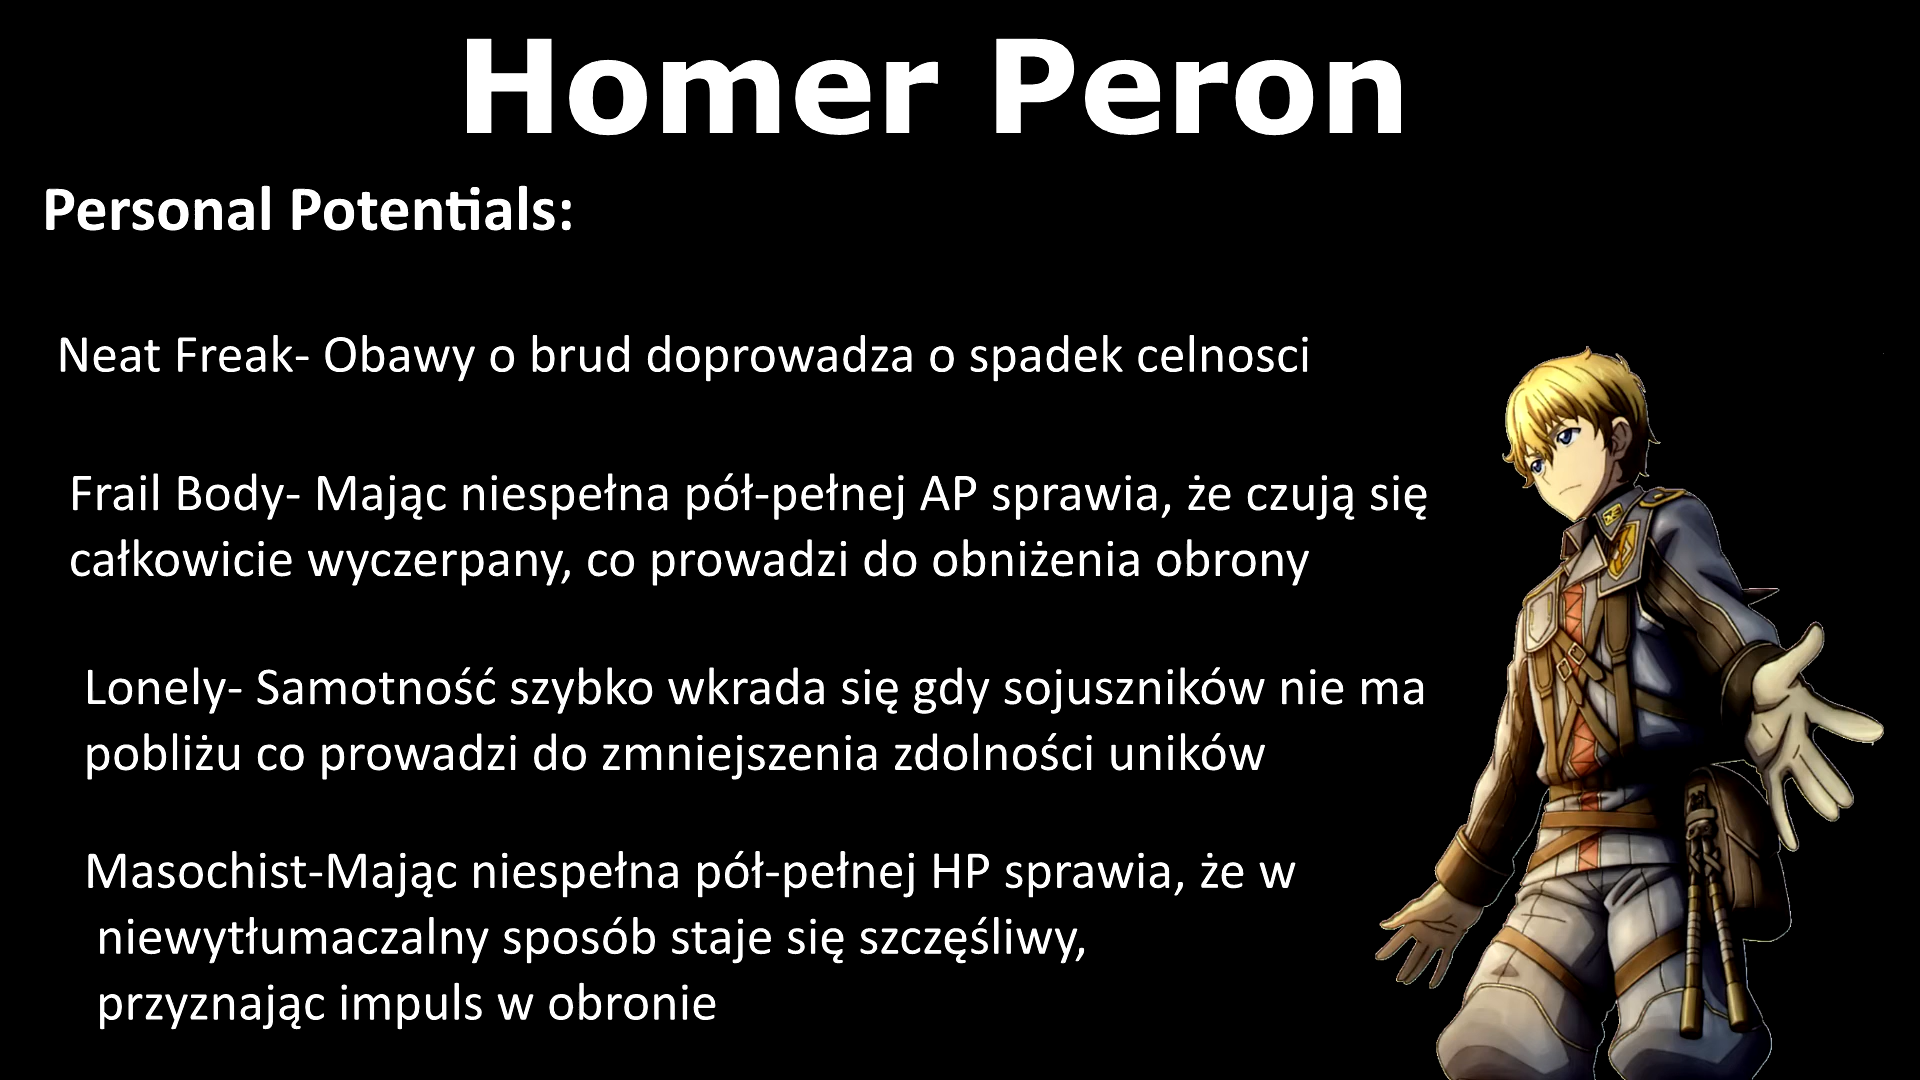 Homer Peron
Personal Potentials:
Neat Freak- Obawy o brud doprowadza o spadek celnosci
Frail Body- Mając niespełna pół-pełnej AP sprawia, że czują się
całkowicie wyczerpany, co prowadzi do obniżenia obrony
Lonely- Samotność szybko wkrada się gdy sojuszników nie ma
pobliżu co prowadzi do zmniejszenia zdolności uników
Masochist-Mając niespełna pół-pełnej HP sprawia, że w
niewytłumaczalny sposób staje się szczęśliwy,
przyznając impuls w obronie